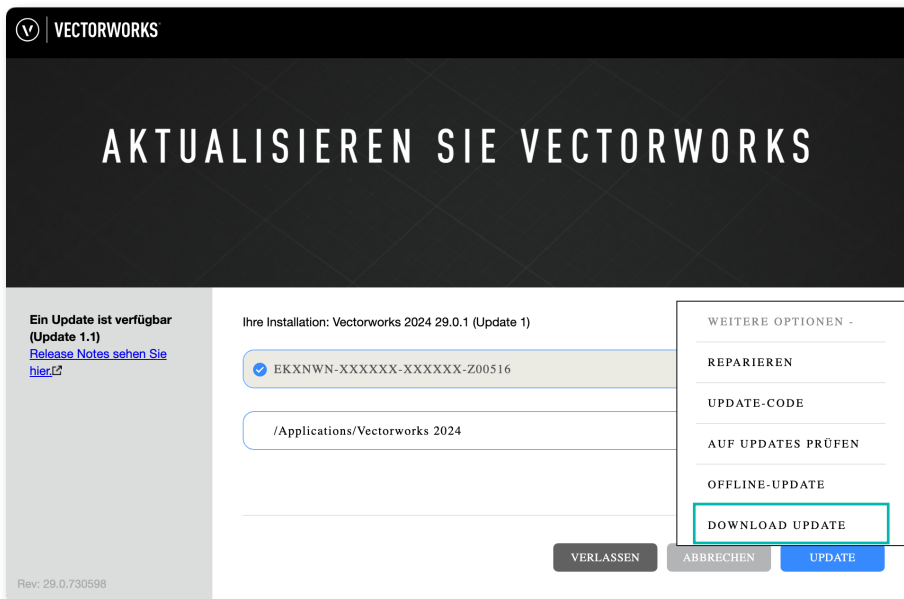 VECTORWORKS
AKTUALISIEREN SIE VECTORWORKS
Ein Update ist verfügbar
(Update 1.1)
Release Notes sehen Sie
hier.
Rev: 29.0.730598
Ihre Installation: Vectorworks 2024 29.0.1 (Update 1)
EKXNWN-XXXXXX-XXXXXX-Z00516
/Applications/Vectorworks 2024
WEITERE OPTIONEN -
REPARIEREN
UPDATE-CODE
AUF UPDATES PRÜFEN
OFFLINE-UPDATE
DOWNLOAD UPDATE
VERLASSEN
ABBRECHEN
UPDATE